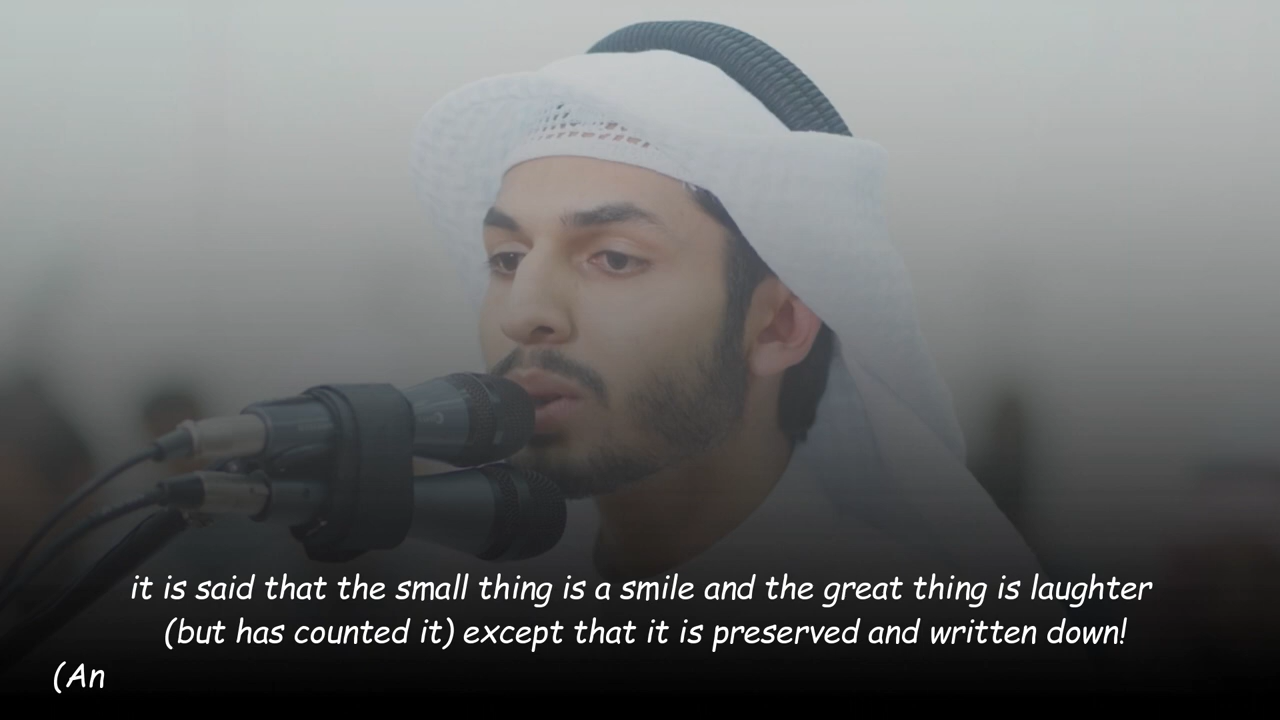 it is said that the small thing is a smile and the great thing is laughter
(but has counted it) except that it is preserved and written down!
(An